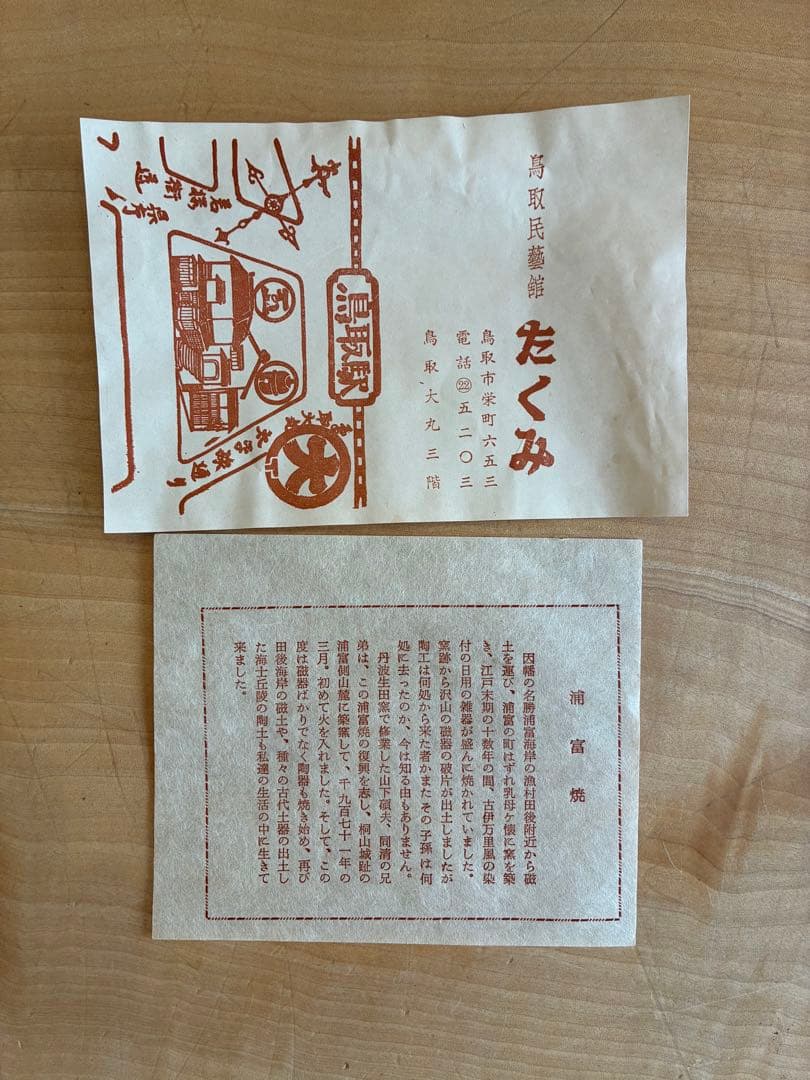 鳥取民藝館
たくみ
鳥取市栄町六五三
電話㉒五二〇三
鳥取大丸三階
鳥取駅
大
鳥取大丸
若桜街道
浦富焼
因幡の名勝浦富海岸の漁村田後附近から磁
土を運び、浦富の町はずれ乳母ケ懐に窯を築
き、江戸末期の十数年の間、古伊万里風の染
付の日用の雑器が盛んに焼かれていました。
窯跡から沢山の磁器の破片が出土しましたが
陶工は何処から来た者かまたその子孫は何
処に去ったのか、今は知る由もありません。
丹波生田窯で修業した山下碩夫、同清の兄
弟は、この浦富焼の復興を志し、桐山城趾の
浦富側山麓に築窯して、千九百七十一年の
三月。初めて火を入れました。そして、この
度は磁器ばかりでなく陶器も焼き始め、再び
田後海岸の磁土や、種々の古代土器の出土し
た海士丘陵の陶土も私達の生活の中に生きて
来ました。